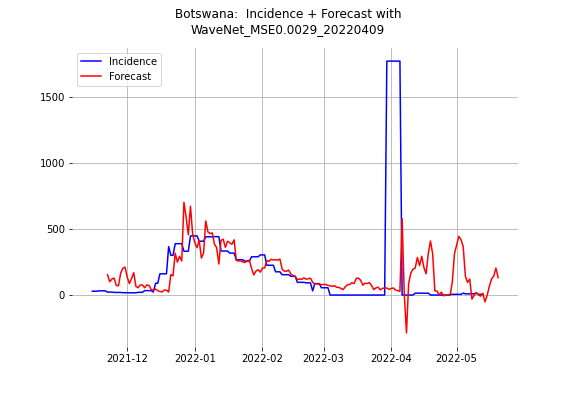 Botswana:  Incidence + Forecast with
WaveNet_MSE0.0029_20220409
Incidence
Forecast
1500
1000
500
0
2021-12 2022-01 2022-02 2022-03 2022-04 2022-05